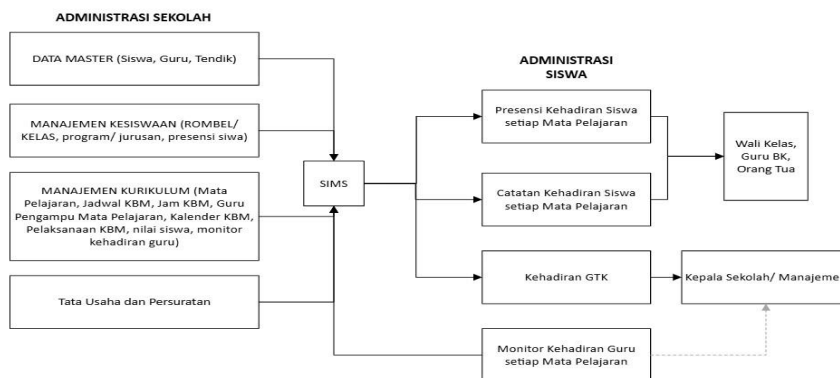 ADMINISTRASI SEKOLAH
DATA MASTER (Siswa, Guru, Tendik)
MANAJEMEN KESISWAAN (ROMBEL/
KELAS, program/ jurusan, presensi siwa)
MANAJEMEN KURIKULUM (Mata
Pelajaran, Jadwal KBM, Jam KBM, Guru
Pengampu Mata Pelajaran, Kalender KBM,
Pelaksanaan KBM, nilai siswa, monitor
kehadiran guru)
Tata Usaha dan Persuratan
SIMS
ADMINISTRASI
SISWA
Presensi Kehadiran Siswa
setiap Mata Pelajaran
Catatan Kehadiran Siswa
setiap Mata Pelajaran
Kehadiran GTK
Monitor Kehadiran Guru
setiap Mata Pelajaran
Wali Kelas,
Guru BK,
Orang Tua
Kepala Sekolah/ Manajeme